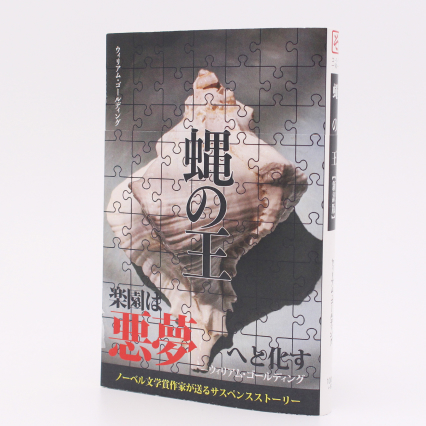 ウィリアム・ゴールディング
蝿の王
楽園は
悪夢
へと化す
ウィリアム・ゴールディング
ノーベル文学賞作家が送るサスペンスストーリー
蝿の王